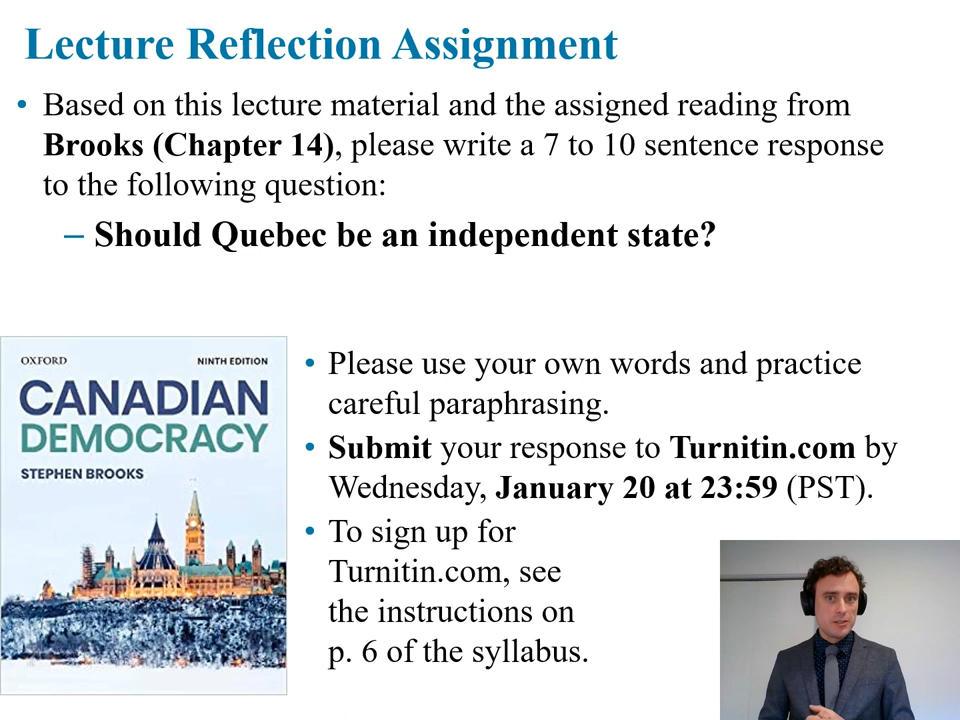 Lecture Reflection Assignment
• Based on this lecture material and the assigned reading from
Brooks (Chapter 14), please write a 7 to 10 sentence response
to the following question:
– Should Quebec be an independent state?
OXFORD
NINTH EDITION
CANADIAN
DEMOCRACY
STEPHEN BROOKS
• Please use your own words and practice
careful paraphrasing.
• Submit your response to Turnitin.com by
Wednesday, January 20 at 23:59 (PST).
• To sign up for
Turnitin.com, see
the instructions on
p. 6 of the syllabus.